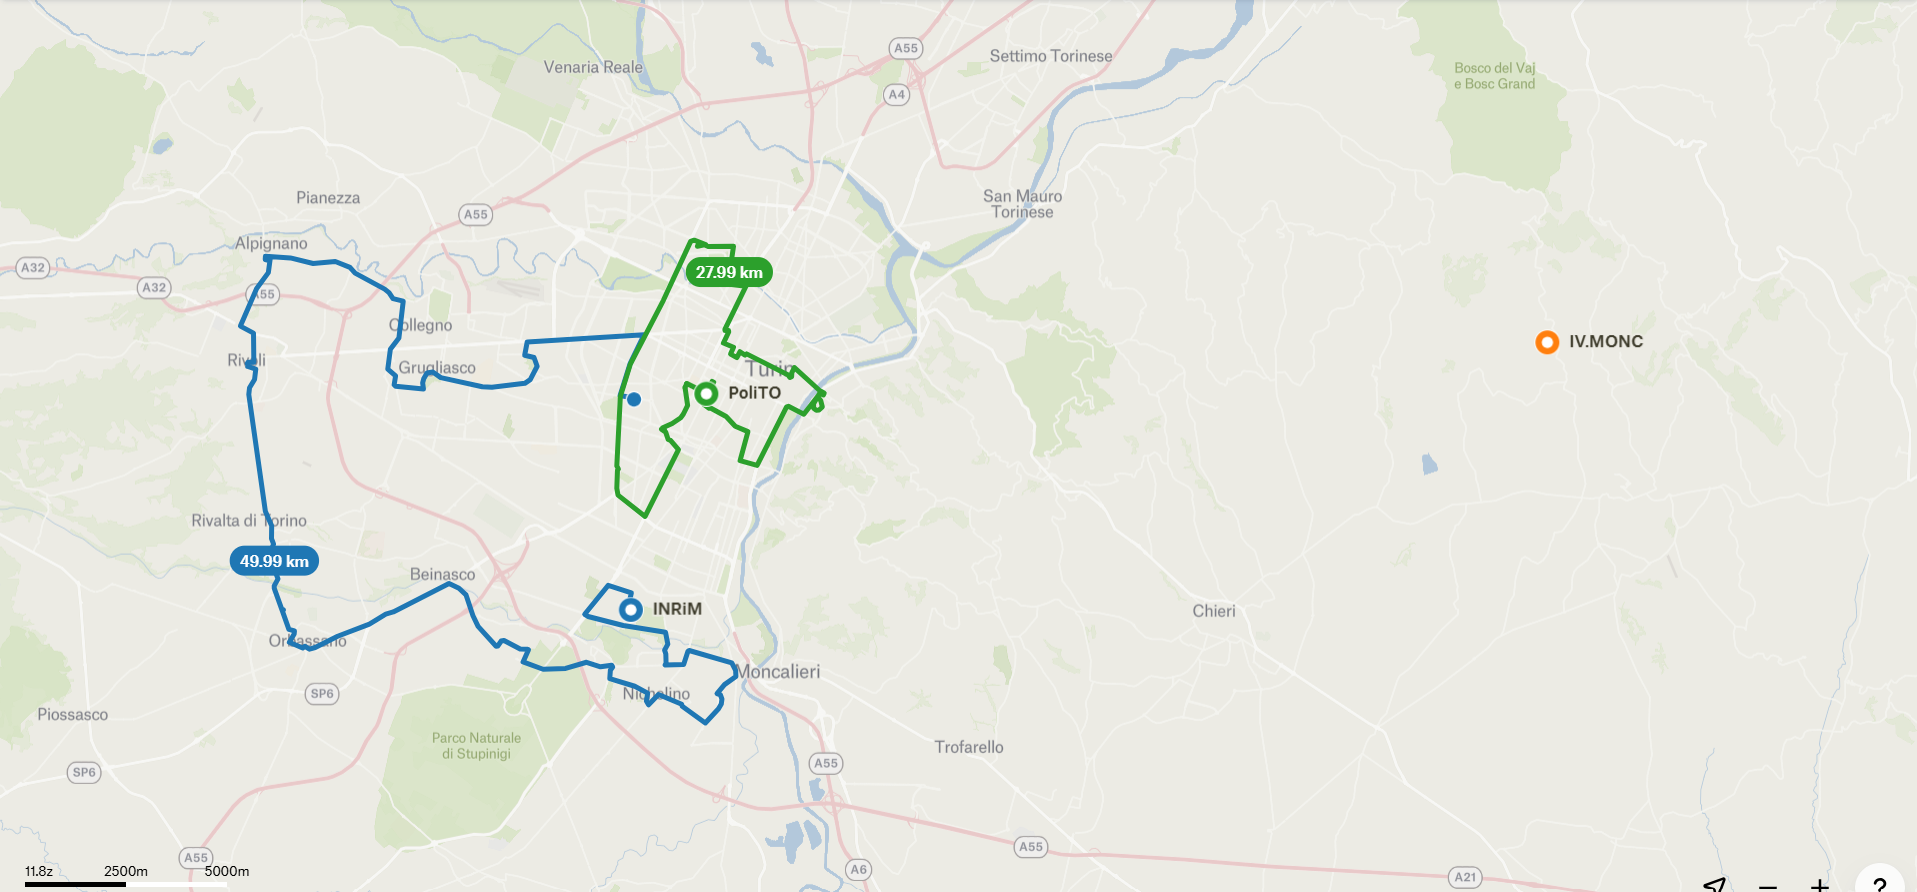 A55
Settimo Torinese
Venaria Reale
Bosco del Vaj
e Bosc Grand
A4
Pianezza
San Mauro
Torinese
A55
Alpignano
A32
27.99 km
A32
A55
Collegno
IV.MONC
Rivoli
Grugliasco
Turin
PoliTO
Rivalta di Torino
49.99 km
Beinasco
INRiM
Chieri
Orbassano
Moncalieri
SP6
Nichelino
Piossasco
Parco Naturale
di Stupinigi
Trofarello
A55
SP6
A55
A55
A6
A21
11.8z 2500m 5000m
− + ?